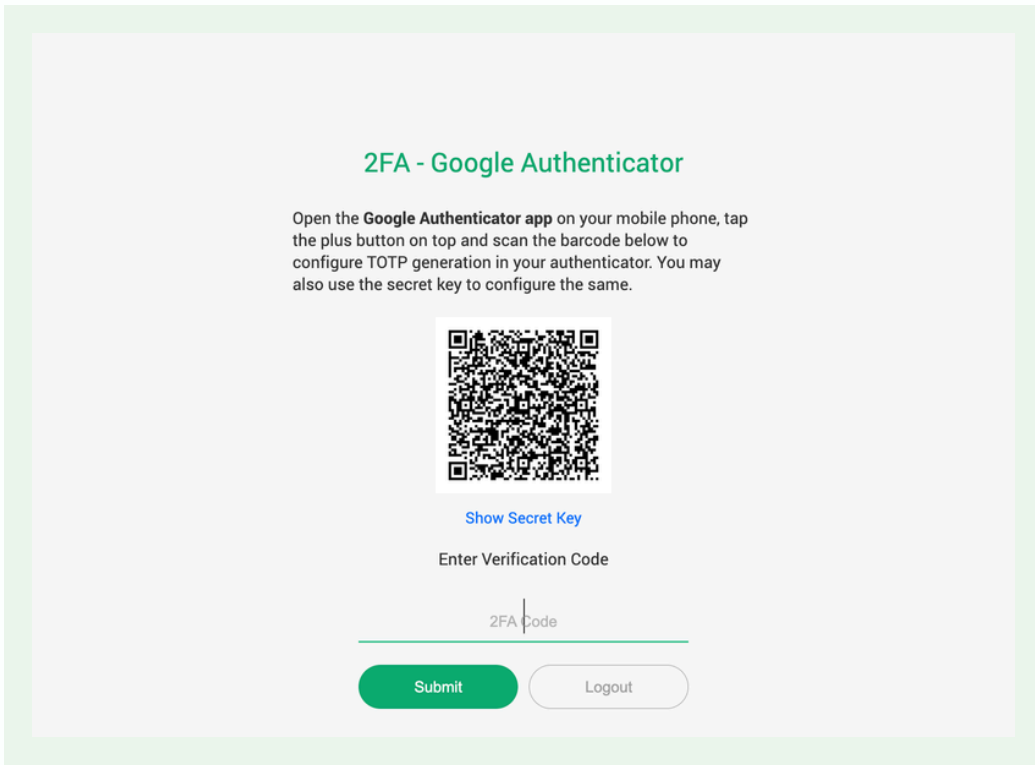 2FA - Google Authenticator
Open the Google Authenticator app on your mobile phone, tap
the plus button on top and scan the barcode below to
configure TOTP generation in your authenticator. You may
also use the secret key to configure the same.
Show Secret Key
Enter Verification Code
2FA Code
Submit
Logout